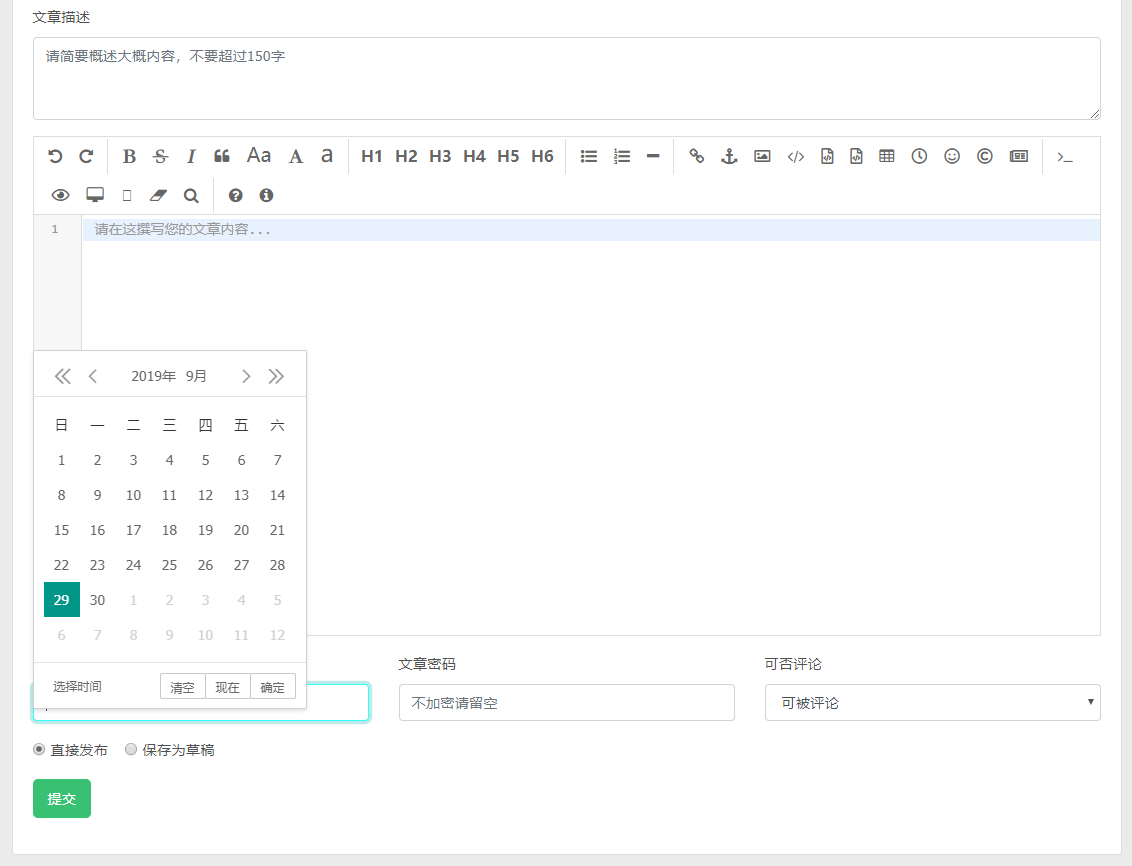 文章描述
请简要概述大概内容，不要超过150字
B S I Aa A a H1 H2 H3 H4 H5 H6
1 请在这撰写您的文章内容...
2019年 9月
日 一 二 三 四 五 六
1 2 3 4 5 6 7
8 9 10 11 12 13 14
15 16 17 18 19 20 21
22 23 24 25 26 27 28
29 30 1 2 3 4 5
6 7 8 9 10 11 12
选择时间 清空 现在 确定
文章密码 可否评论
不加密请留空 可被评论
直接发布 保存为草稿
提交